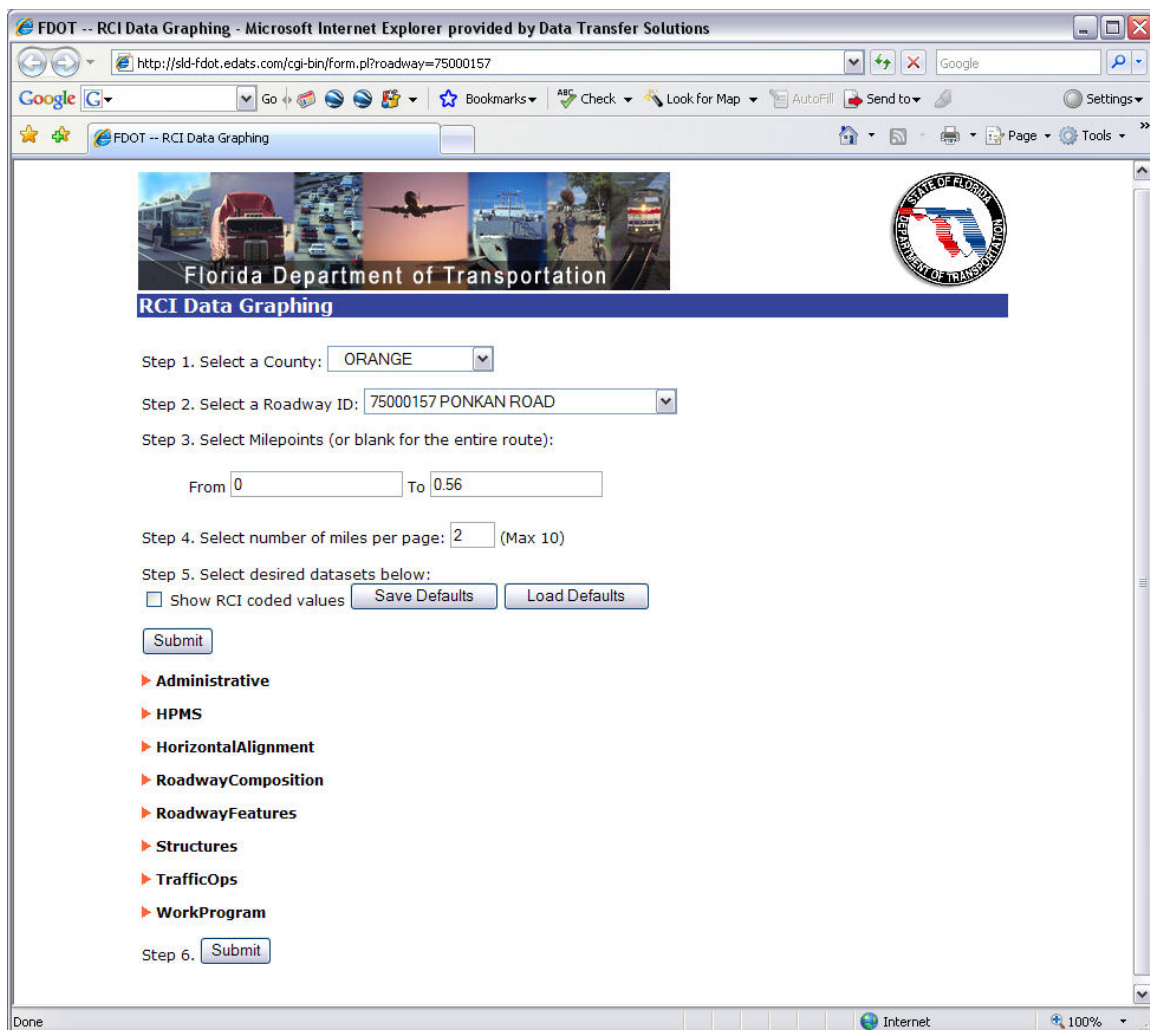 FDOT -- RCI Data Graphing - Microsoft Internet Explorer provided by Data Transfer Solutions
http://sld-fdot.edats.com/cgi-bin/form.pl?roadway=75000157
Google
Google G Go Bookmarks ABC Check Look for Map AutoFill Send to Settings
FDOT -- RCI Data Graphing
Page Tools »
Florida Department of Transportation
STATE OF FLORIDA
DEPARTMENT OF TRANSPORTATION
RCI Data Graphing
Step 1. Select a County: ORANGE
Step 2. Select a Roadway ID: 75000157 PONKAN ROAD
Step 3. Select Milepoints (or blank for the entire route):
From 0 To 0.56
Step 4. Select number of miles per page: 2 (Max 10)
Step 5. Select desired datasets below:
Show RCI coded values Save Defaults Load Defaults
Submit
Administrative
HPMS
HorizontalAlignment
RoadwayComposition
RoadwayFeatures
Structures
TrafficOps
WorkProgram
Step 6. Submit
Done Internet 100%